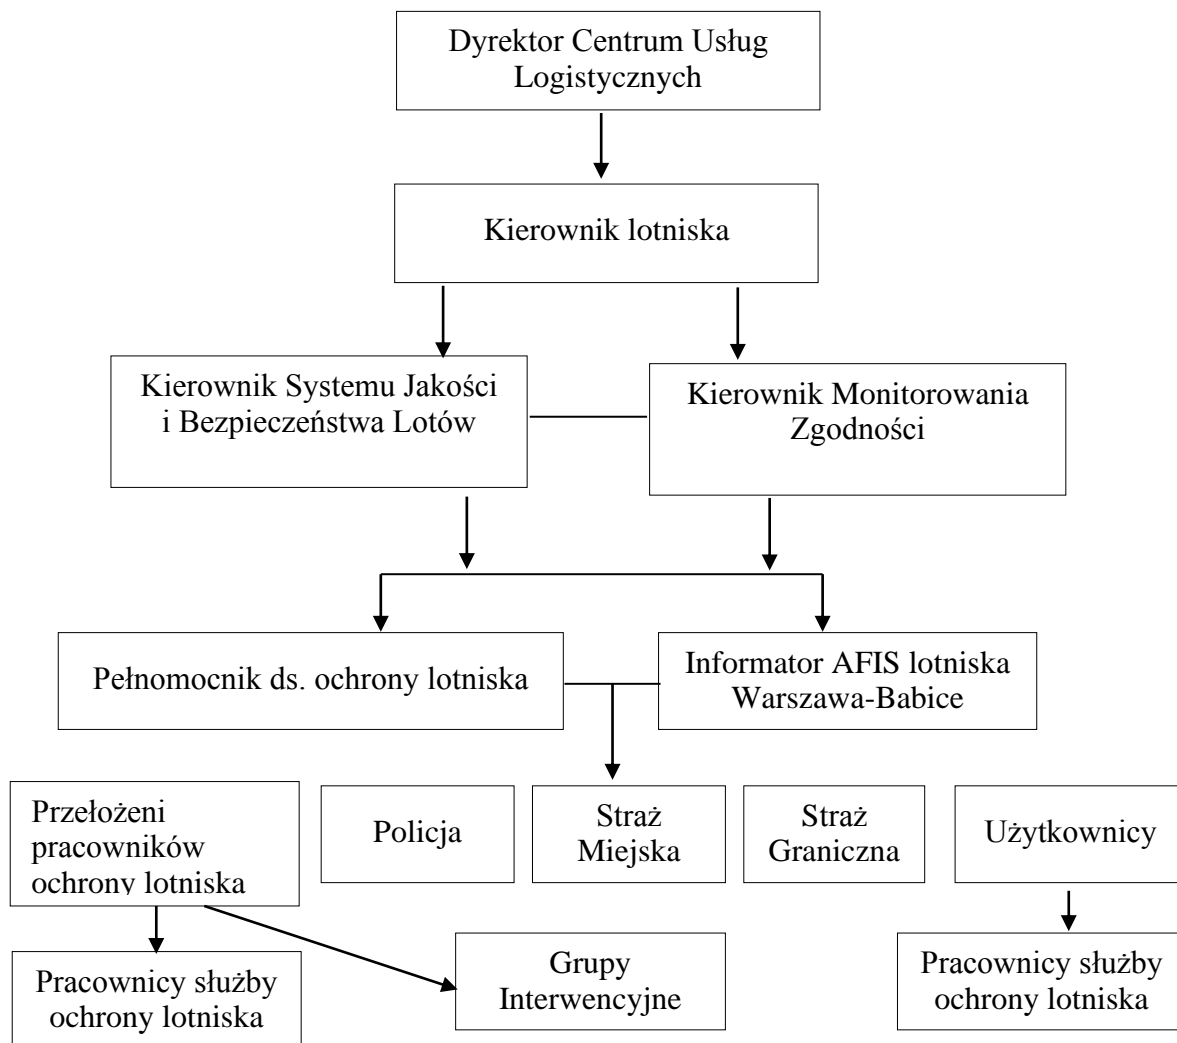 Dyrektor Centrum Usług
Logistycznych
Kierownik lotniska
Kierownik Systemu Jakości
i Bezpieczeństwa Lotów
Kierownik Monitorowania
Zgodności
Pełnomocnik ds. ochrony lotniska
Informator AFIS lotniska
Warszawa-Babice
Przełożeni
pracowników
ochrony lotniska
Policja
Straż
Miejska
Straż
Graniczna
Użytkownicy
Pracownicy służby
ochrony lotniska
Grupy
Interwencyjne
Pracownicy służby
ochrony lotniska